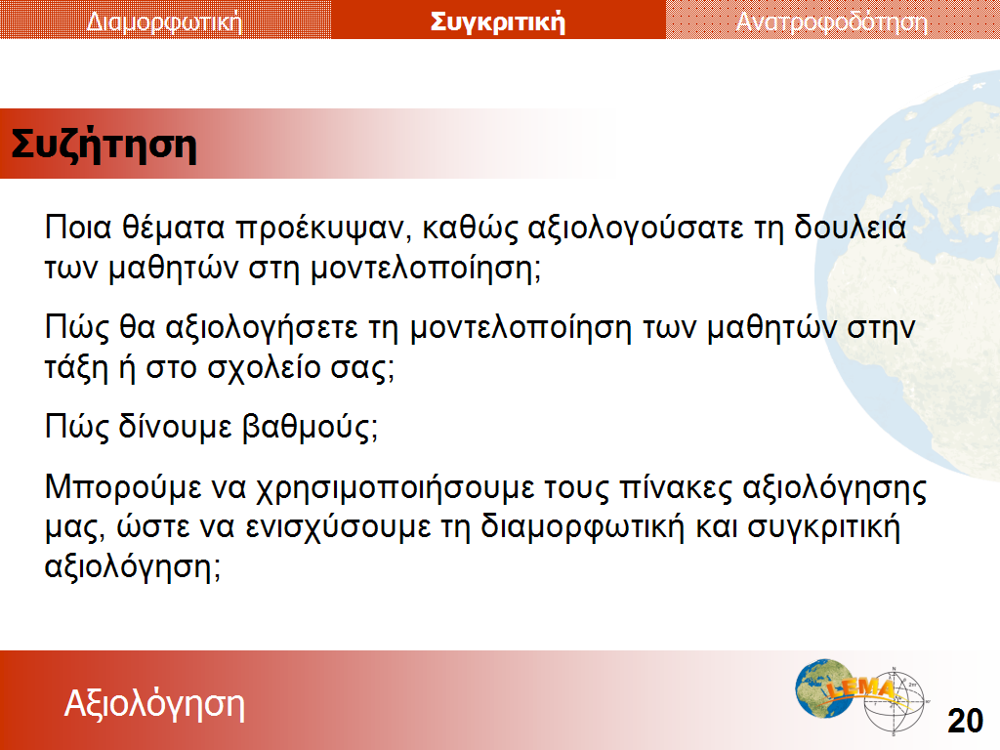 Διαμορφωτική Συγκριτική Ανατροφοδότηση
Συζήτηση
Ποια θέματα προέκυψαν, καθώς αξιολογούσατε τη δουλειά
των μαθητών στη μοντελοποίηση;
Πώς θα αξιολογήσετε τη μοντελοποίηση των μαθητών στην
τάξη ή στο σχολείο σας;
Πώς δίνουμε βαθμούς;
Μπορούμε να χρησιμοποιήσουμε τους πίνακες αξιολόγησης
μας, ώστε να ενισχύσουμε τη διαμορφωτική και συγκριτική
αξιολόγηση;
Αξιολόγηση
LEMA
20